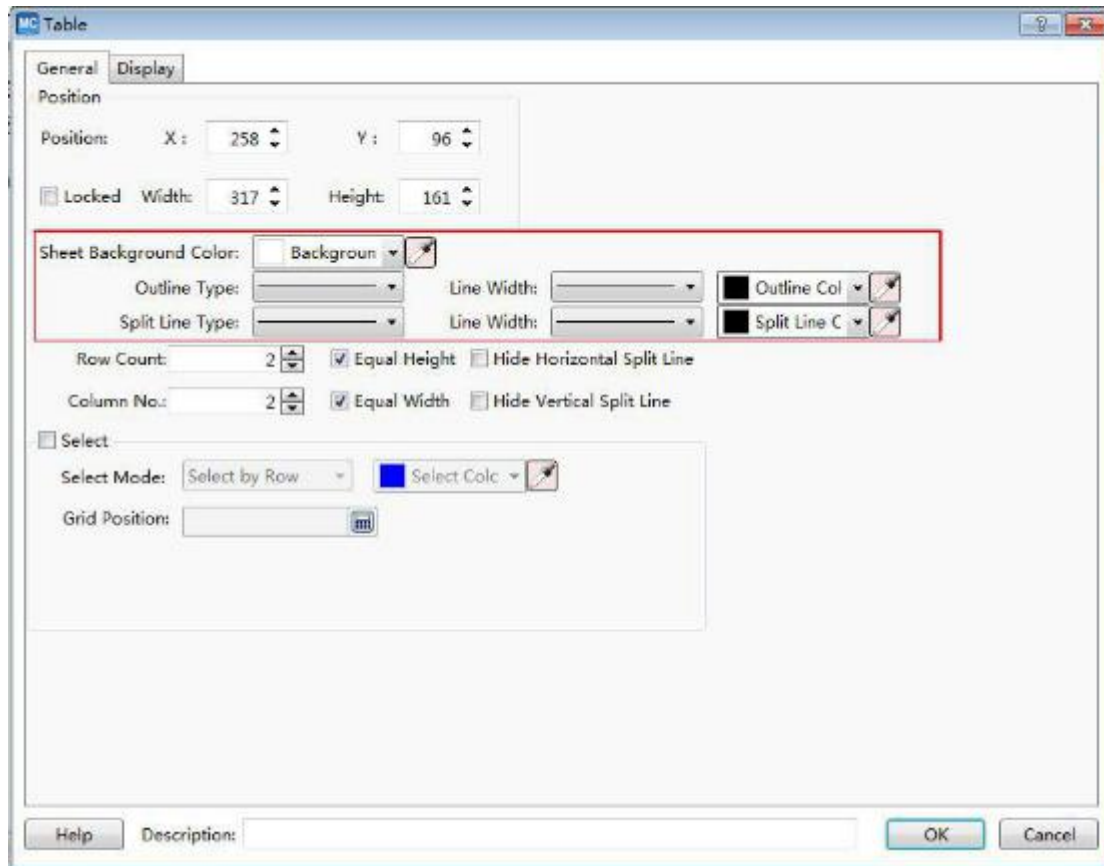 MC Table
General Display
Position
Position: X: 258 Y: 96
Locked Width: 317 Height: 161
Sheet Background Color: Backgroun
Outline Type: Line Width: Outline Col
Split Line Type: Line Width: Split Line C
Row Count: 2 Equal Height Hide Horizontal Split Line
Column No.: 2 Equal Width Hide Vertical Split Line
Select
Select Mode: Select by Row Select Colc
Grid Position:
Help Description: OK Cancel